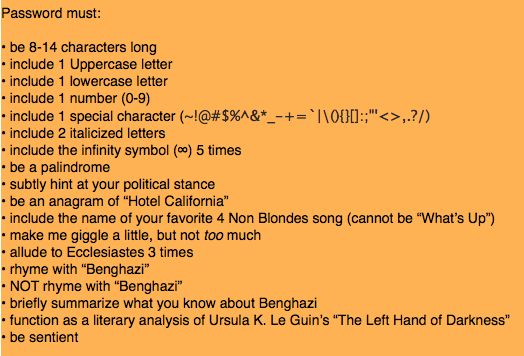 Password must:
• be 8-14 characters long
• include 1 Uppercase letter
• include 1 lowercase letter
• include 1 number (0-9)
• include 1 special character (~!@#$%^&*_-+=`|\(){}[]:;"'<>,.?/)
• include 2 italicized letters
• include the infinity symbol (∞) 5 times
• be a palindrome
• subtly hint at your political stance
• be an anagram of “Hotel California”
• include the name of your favorite 4 Non Blondes song (cannot be “What’s Up”)
• make me giggle a little, but not too much
• allude to Ecclesiastes 3 times
• rhyme with “Benghazi”
• NOT rhyme with “Benghazi”
• briefly summarize what you know about Benghazi
• function as a literary analysis of Ursula K. Le Guin’s “The Left Hand of Darkness”
• be sentient